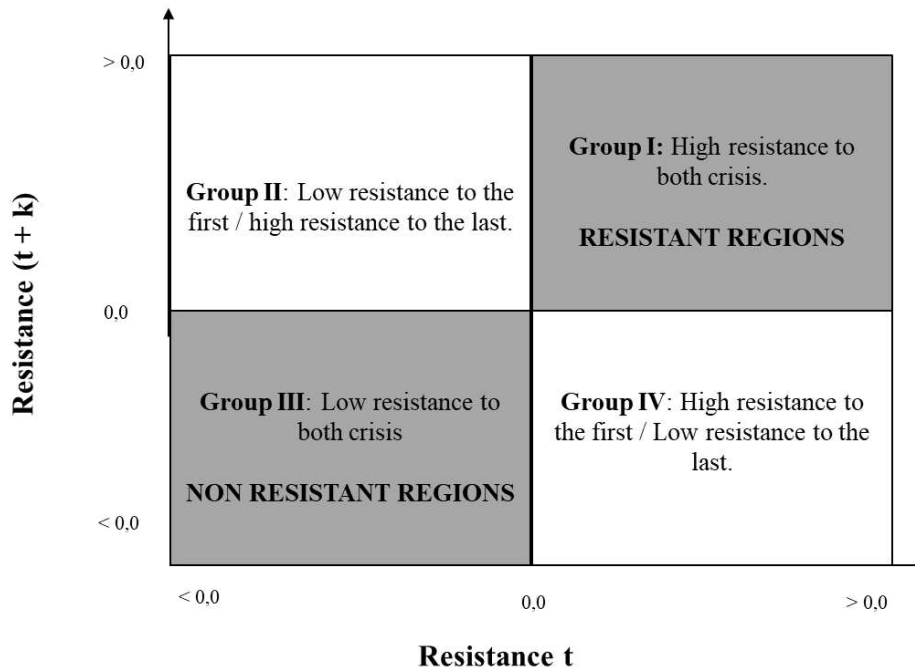 > 0,0
Group I: High resistance to
both crisis.
RESISTANT REGIONS
Group II: Low resistance to the
first / high resistance to the last.
Resistance (t + k)
0,0
Group III: Low resistance to
both crisis
NON RESISTANT REGIONS
Group IV: High resistance to
the first / Low resistance to the
last.
< 0,0
< 0,0
0,0
> 0,0
Resistance t